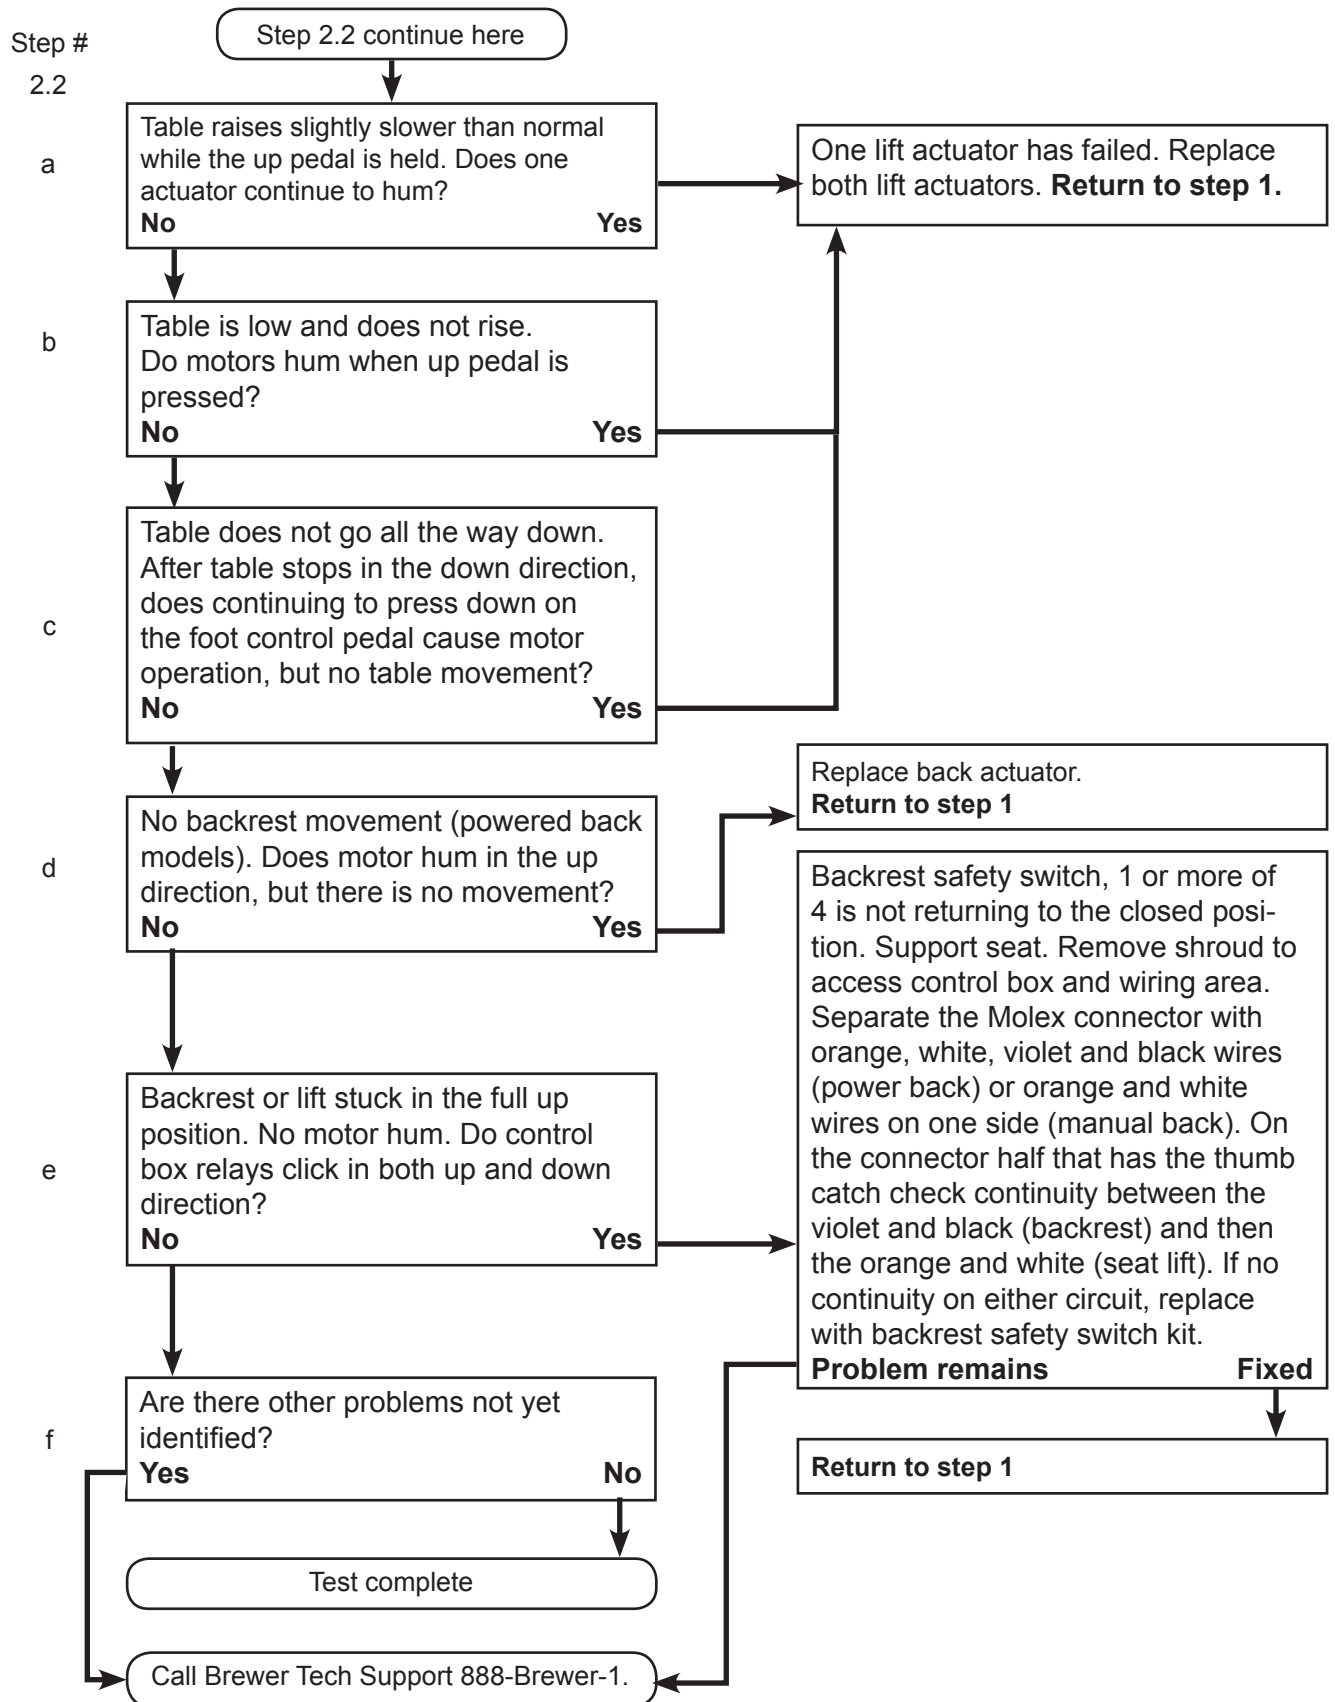 Step #
2.2
Step 2.2 continue here
a
Table raises slightly slower than normal
while the up pedal is held. Does one
actuator continue to hum?
No Yes
One lift actuator has failed. Replace
both lift actuators. Return to step 1.
b
Table is low and does not rise.
Do motors hum when up pedal is
pressed?
No Yes
c
Table does not go all the way down.
After table stops in the down direction,
does continuing to press down on
the foot control pedal cause motor
operation, but no table movement?
No Yes
d
No backrest movement (powered back
models). Does motor hum in the up
direction, but there is no movement?
No Yes
Replace back actuator.
Return to step 1
e
Backrest or lift stuck in the full up
position. No motor hum. Do control
box relays click in both up and down
direction?
No Yes
Backrest safety switch, 1 or more of
4 is not returning to the closed posi-
tion. Support seat. Remove shroud to
access control box and wiring area.
Separate the Molex connector with
orange, white, violet and black wires
(power back) or orange and white
wires on one side (manual back). On
the connector half that has the thumb
catch check continuity between the
violet and black (backrest) and then
the orange and white (seat lift). If no
continuity on either circuit, replace
with backrest safety switch kit.
Problem remains Fixed
f
Are there other problems not yet
identified?
Yes No
Return to step 1
Test complete
Call Brewer Tech Support 888-Brewer-1.